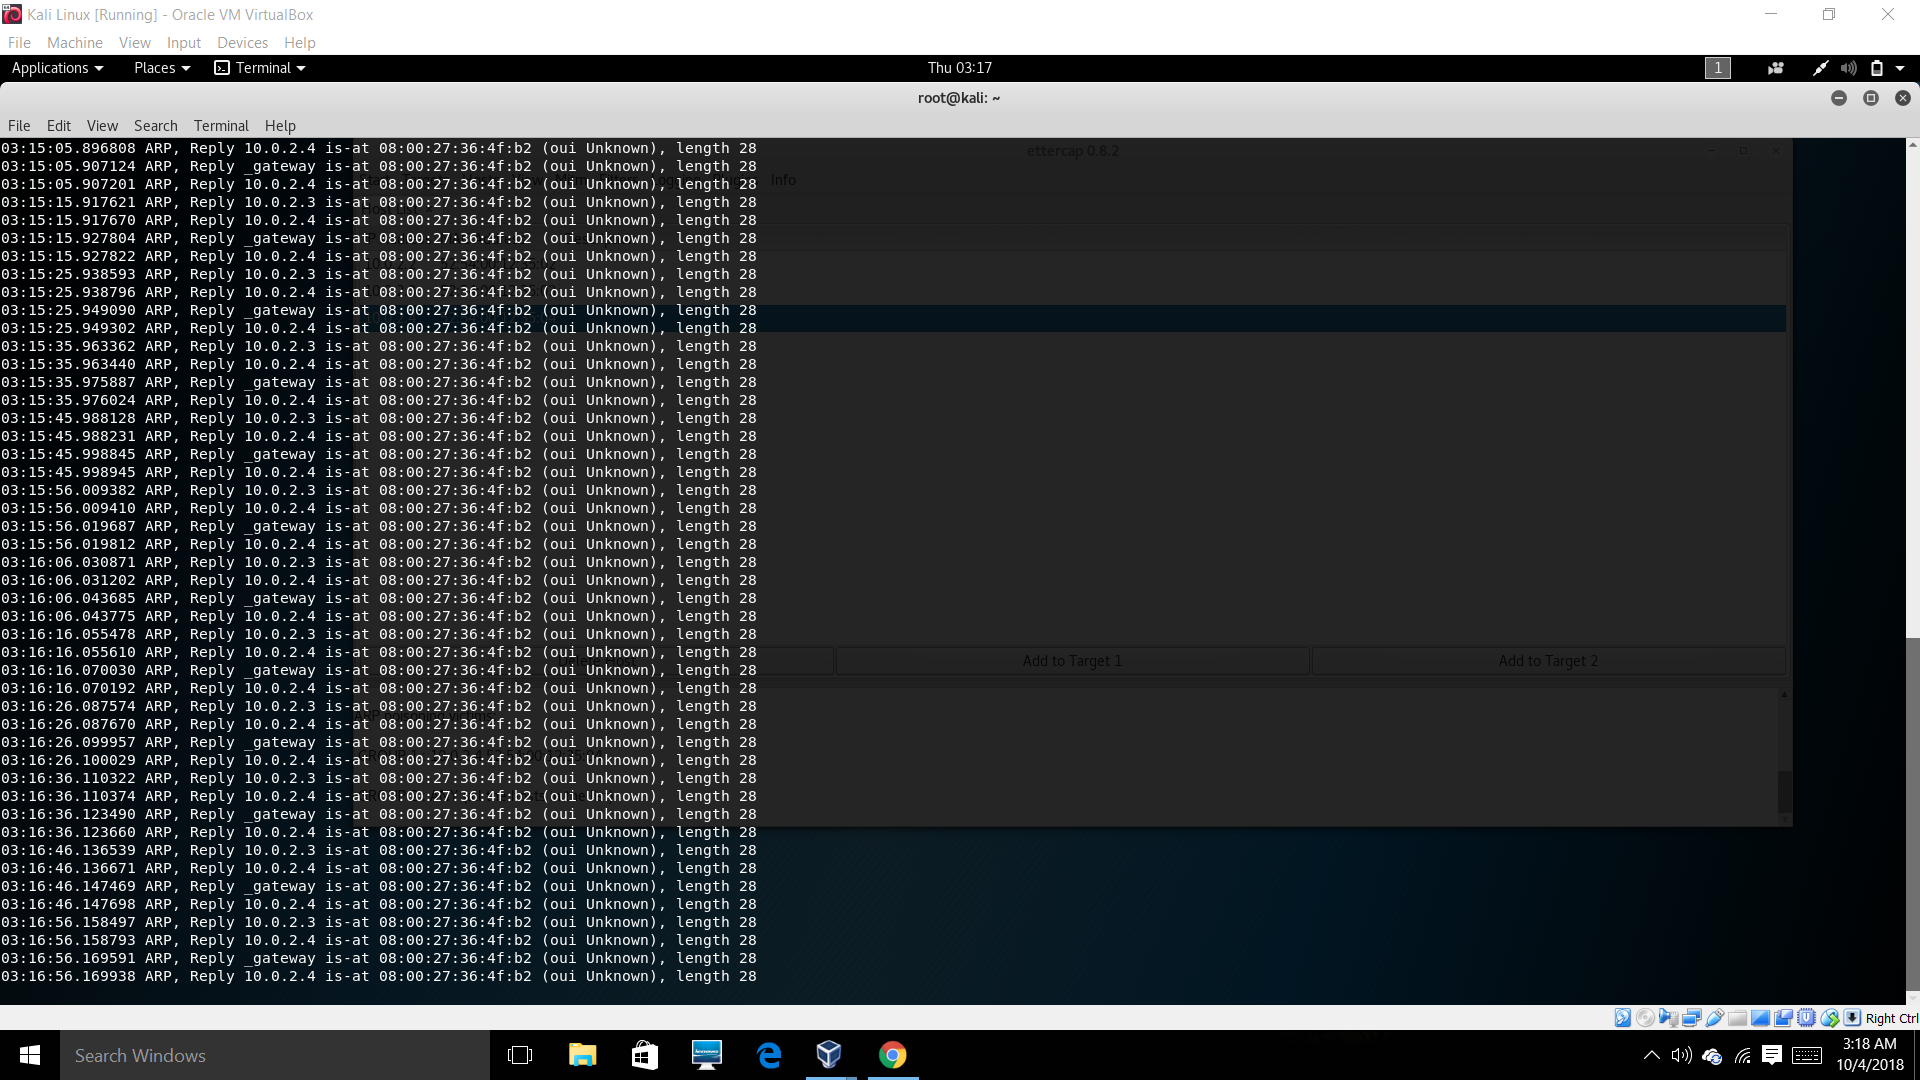 Kali Linux [Running] - Oracle VM VirtualBox
File Machine View Input Devices Help
Applications Places Terminal Thu 03:17 1
root@kali: ~
File Edit View Search Terminal Help
ettercap 0.8.2
Info
03:15:05.896808 ARP, Reply 10.0.2.4 is-at 08:00:27:36:4f:b2 (oui Unknown), length 28
03:15:05.907124 ARP, Reply _gateway is-at 08:00:27:36:4f:b2 (oui Unknown), length 28
03:15:05.907201 ARP, Reply 10.0.2.4 is-at 08:00:27:36:4f:b2 (oui Unknown), length 28
03:15:15.917621 ARP, Reply 10.0.2.3 is-at 08:00:27:36:4f:b2 (oui Unknown), length 28
03:15:15.917670 ARP, Reply 10.0.2.4 is-at 08:00:27:36:4f:b2 (oui Unknown), length 28
03:15:15.927804 ARP, Reply _gateway is-at 08:00:27:36:4f:b2 (oui Unknown), length 28
03:15:15.927822 ARP, Reply 10.0.2.4 is-at 08:00:27:36:4f:b2 (oui Unknown), length 28
03:15:25.938593 ARP, Reply 10.0.2.3 is-at 08:00:27:36:4f:b2 (oui Unknown), length 28
03:15:25.938796 ARP, Reply 10.0.2.4 is-at 08:00:27:36:4f:b2 (oui Unknown), length 28
03:15:25.949090 ARP, Reply _gateway is-at 08:00:27:36:4f:b2 (oui Unknown), length 28
03:15:25.949302 ARP, Reply 10.0.2.4 is-at 08:00:27:36:4f:b2 (oui Unknown), length 28
03:15:35.963362 ARP, Reply 10.0.2.3 is-at 08:00:27:36:4f:b2 (oui Unknown), length 28
03:15:35.963440 ARP, Reply 10.0.2.4 is-at 08:00:27:36:4f:b2 (oui Unknown), length 28
03:15:35.975887 ARP, Reply _gateway is-at 08:00:27:36:4f:b2 (oui Unknown), length 28
03:15:35.976024 ARP, Reply 10.0.2.4 is-at 08:00:27:36:4f:b2 (oui Unknown), length 28
03:15:45.988128 ARP, Reply 10.0.2.3 is-at 08:00:27:36:4f:b2 (oui Unknown), length 28
03:15:45.988231 ARP, Reply 10.0.2.4 is-at 08:00:27:36:4f:b2 (oui Unknown), length 28
03:15:45.998845 ARP, Reply _gateway is-at 08:00:27:36:4f:b2 (oui Unknown), length 28
03:15:45.998945 ARP, Reply 10.0.2.4 is-at 08:00:27:36:4f:b2 (oui Unknown), length 28
03:15:56.009382 ARP, Reply 10.0.2.3 is-at 08:00:27:36:4f:b2 (oui Unknown), length 28
03:15:56.009410 ARP, Reply 10.0.2.4 is-at 08:00:27:36:4f:b2 (oui Unknown), length 28
03:15:56.019687 ARP, Reply _gateway is-at 08:00:27:36:4f:b2 (oui Unknown), length 28
03:15:56.019812 ARP, Reply 10.0.2.4 is-at 08:00:27:36:4f:b2 (oui Unknown), length 28
03:16:06.030871 ARP, Reply 10.0.2.3 is-at 08:00:27:36:4f:b2 (oui Unknown), length 28
03:16:06.031202 ARP, Reply 10.0.2.4 is-at 08:00:27:36:4f:b2 (oui Unknown), length 28
03:16:06.043685 ARP, Reply _gateway is-at 08:00:27:36:4f:b2 (oui Unknown), length 28
03:16:06.043775 ARP, Reply 10.0.2.4 is-at 08:00:27:36:4f:b2 (oui Unknown), length 28
03:16:16.055478 ARP, Reply 10.0.2.3 is-at 08:00:27:36:4f:b2 (oui Unknown), length 28
03:16:16.055610 ARP, Reply 10.0.2.4 is-at 08:00:27:36:4f:b2 (oui Unknown), length 28
03:16:16.070030 ARP, Reply _gateway is-at 08:00:27:36:4f:b2 (oui Unknown), length 28
Delete Host Add to Target 1 Add to Target 2
03:16:16.070192 ARP, Reply 10.0.2.4 is-at 08:00:27:36:4f:b2 (oui Unknown), length 28
03:16:26.087574 ARP, Reply 10.0.2.3 is-at 08:00:27:36:4f:b2 (oui Unknown), length 28
03:16:26.087670 ARP, Reply 10.0.2.4 is-at 08:00:27:36:4f:b2 (oui Unknown), length 28
03:16:26.099957 ARP, Reply _gateway is-at 08:00:27:36:4f:b2 (oui Unknown), length 28
03:16:26.100029 ARP, Reply 10.0.2.4 is-at 08:00:27:36:4f:b2 (oui Unknown), length 28
03:16:36.110322 ARP, Reply 10.0.2.3 is-at 08:00:27:36:4f:b2 (oui Unknown), length 28
03:16:36.110374 ARP, Reply 10.0.2.4 is-at 08:00:27:36:4f:b2 (oui Unknown), length 28
03:16:36.123490 ARP, Reply _gateway is-at 08:00:27:36:4f:b2 (oui Unknown), length 28
03:16:36.123660 ARP, Reply 10.0.2.4 is-at 08:00:27:36:4f:b2 (oui Unknown), length 28
03:16:46.136539 ARP, Reply 10.0.2.3 is-at 08:00:27:36:4f:b2 (oui Unknown), length 28
03:16:46.136671 ARP, Reply 10.0.2.4 is-at 08:00:27:36:4f:b2 (oui Unknown), length 28
03:16:46.147469 ARP, Reply _gateway is-at 08:00:27:36:4f:b2 (oui Unknown), length 28
03:16:46.147698 ARP, Reply 10.0.2.4 is-at 08:00:27:36:4f:b2 (oui Unknown), length 28
03:16:56.158497 ARP, Reply 10.0.2.3 is-at 08:00:27:36:4f:b2 (oui Unknown), length 28
03:16:56.158793 ARP, Reply 10.0.2.4 is-at 08:00:27:36:4f:b2 (oui Unknown), length 28
03:16:56.169591 ARP, Reply _gateway is-at 08:00:27:36:4f:b2 (oui Unknown), length 28
03:16:56.169938 ARP, Reply 10.0.2.4 is-at 08:00:27:36:4f:b2 (oui Unknown), length 28
Right Ctrl
Search Windows
3:18 AM
10/4/2018